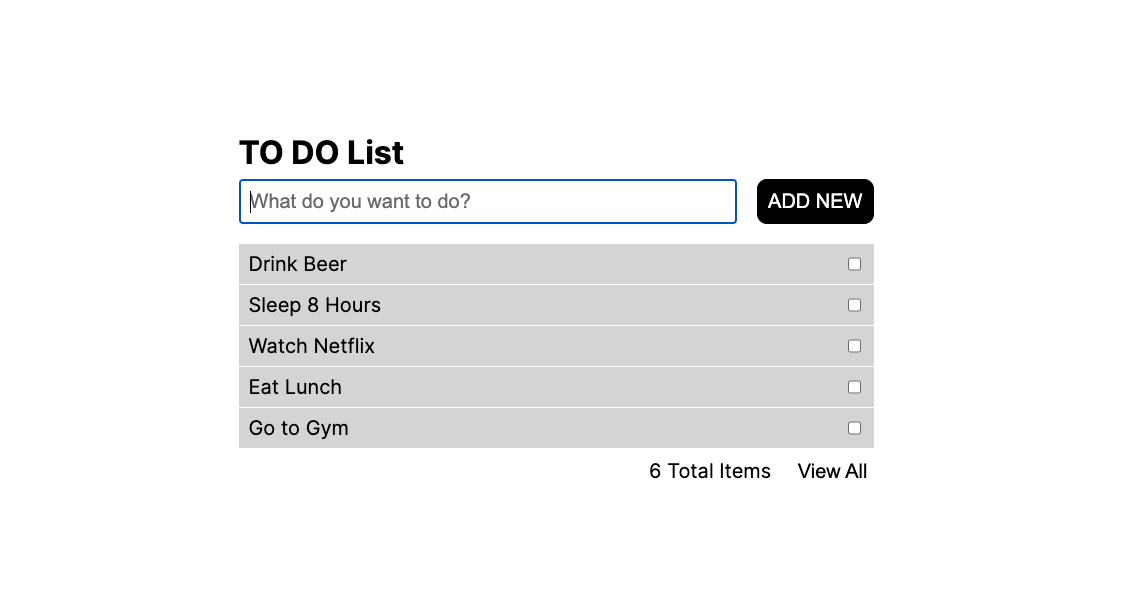 TO DO List
What do you want to do? ADD NEW
Drink Beer
Sleep 8 Hours
Watch Netflix
Eat Lunch
Go to Gym
6 Total Items View All